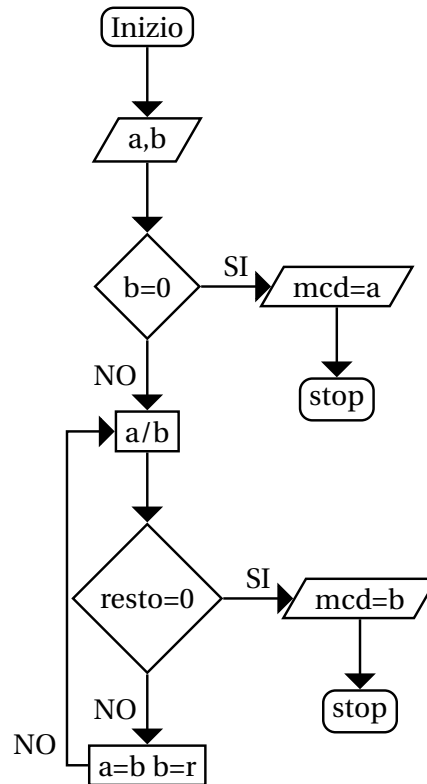 Inizio
a,b
b=0
SI
mcd=a
NO
stop
a/b
resto=0
SI
mcd=b
NO
stop
NO
a=b b=r